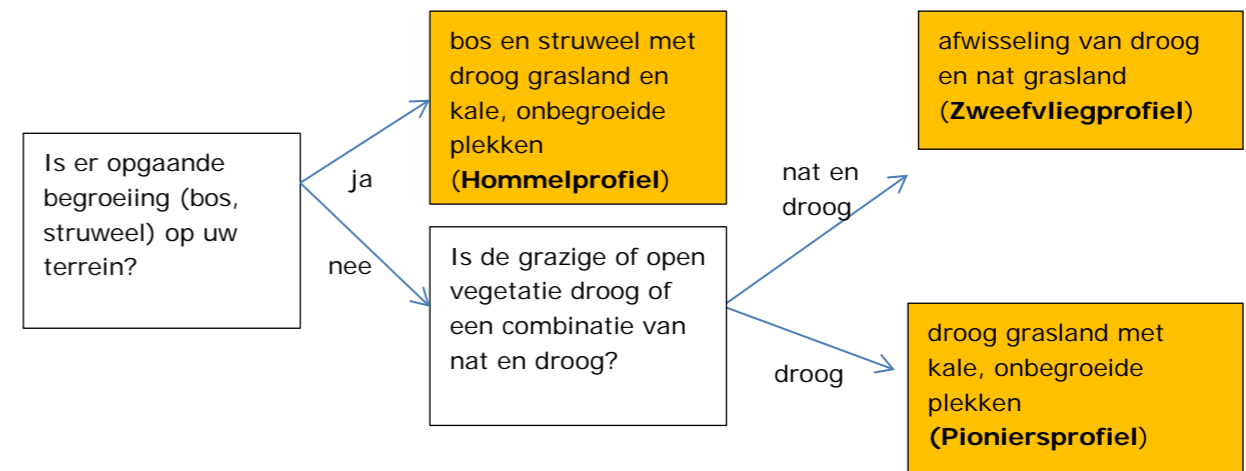 Is er opgaande
begroeiing (bos,
struweel) op uw
terrein?
ja
nee
bos en struweel met
droog grasland en
kale, onbegroeide
plekken
(Hommelprofiel)
Is de grazige of open
vegetatie droog of
een combinatie van
nat en droog?
nat en
droog
droog
afwisseling van droog
en nat grasland
(Zweefvliegprofiel)
droog grasland met
kale, onbegroeide
plekken
(Pioniersprofiel)